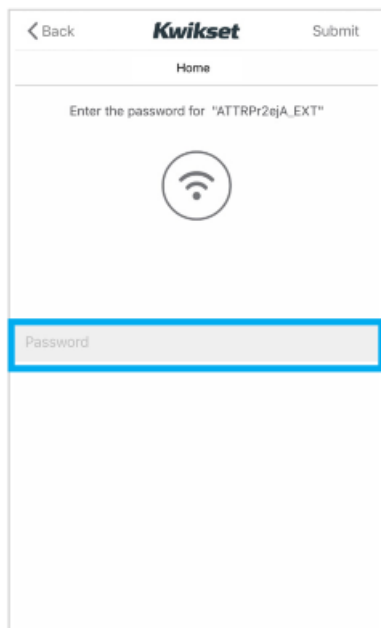 Back Kwikset Submit
Home
Enter the password for "ATTRPr2ejA_EXT"
Password